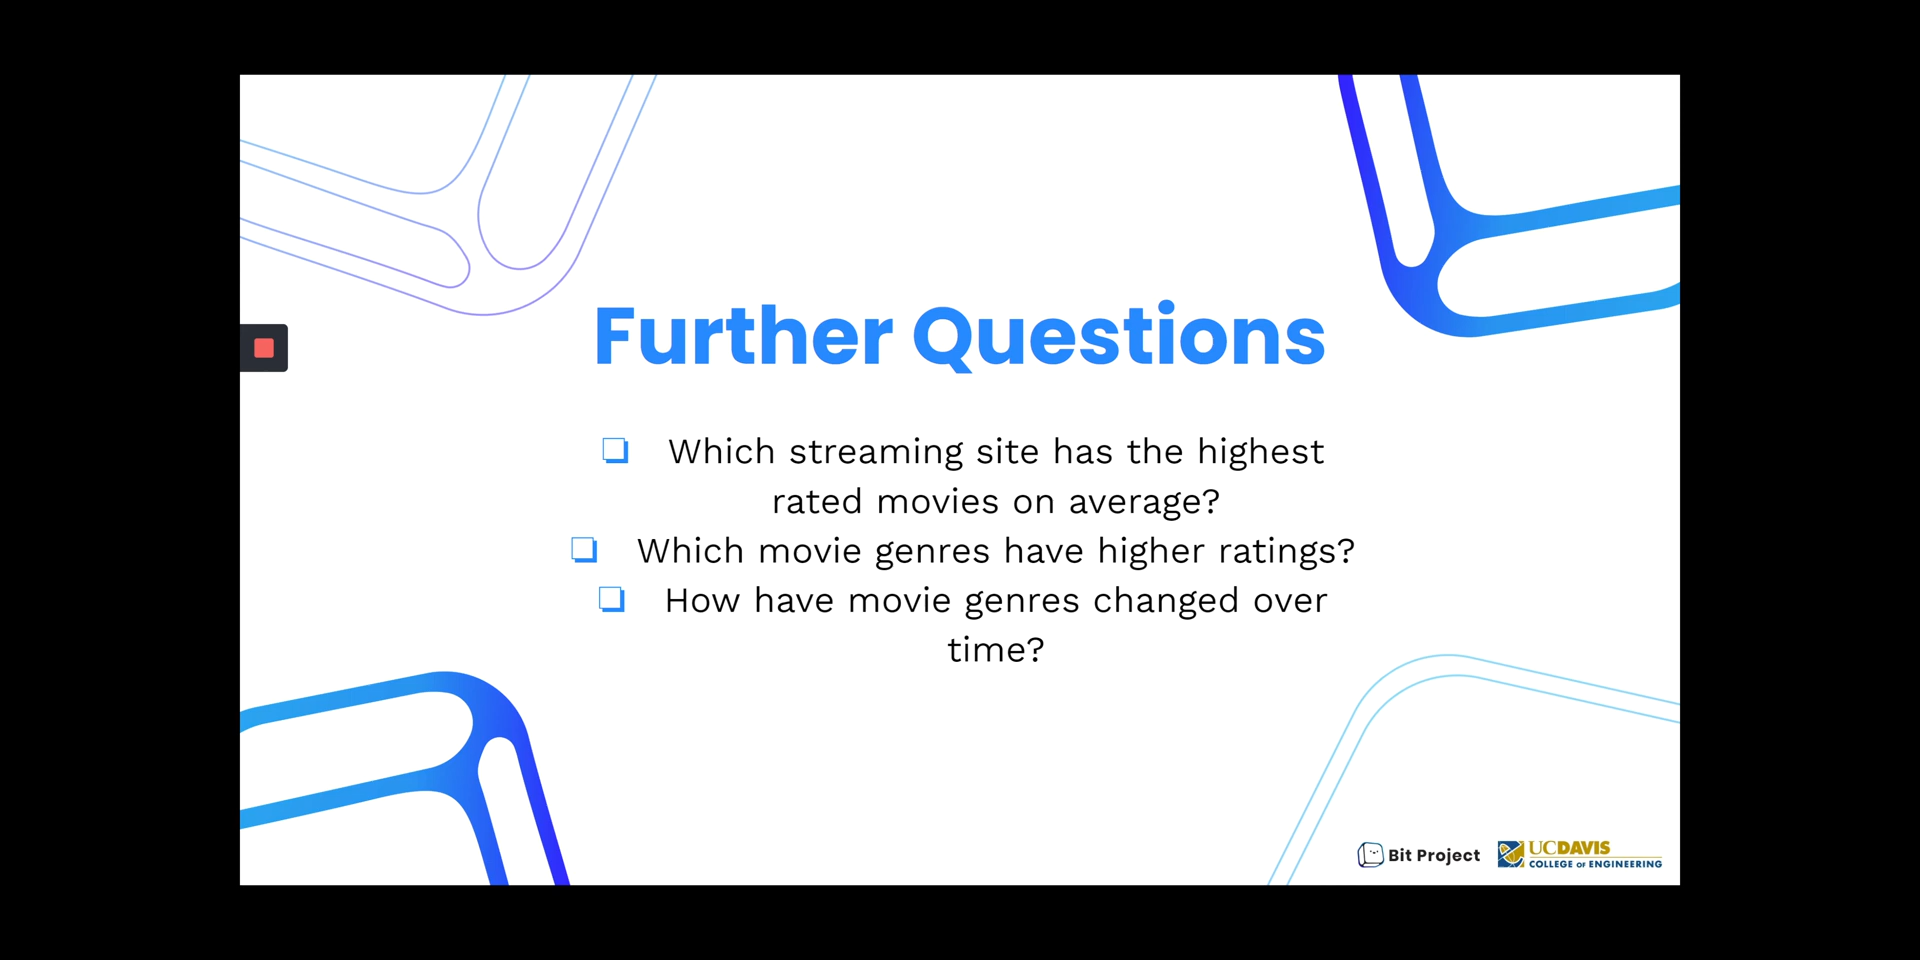 Further Questions
❏ Which streaming site has the highest
rated movies on average?
❏ Which movie genres have higher ratings?
❏ How have movie genres changed over
time?
Bit Project
UCDAVIS
COLLEGE OF ENGINEERING